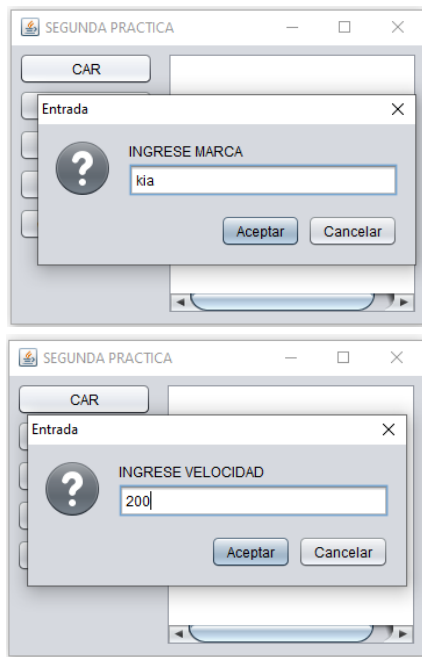 SEGUNDA PRACTICA
CAR
Entrada
INGRESE MARCA
kia
Aceptar Cancelar
SEGUNDA PRACTICA
CAR
Entrada
INGRESE VELOCIDAD
200
Aceptar Cancelar